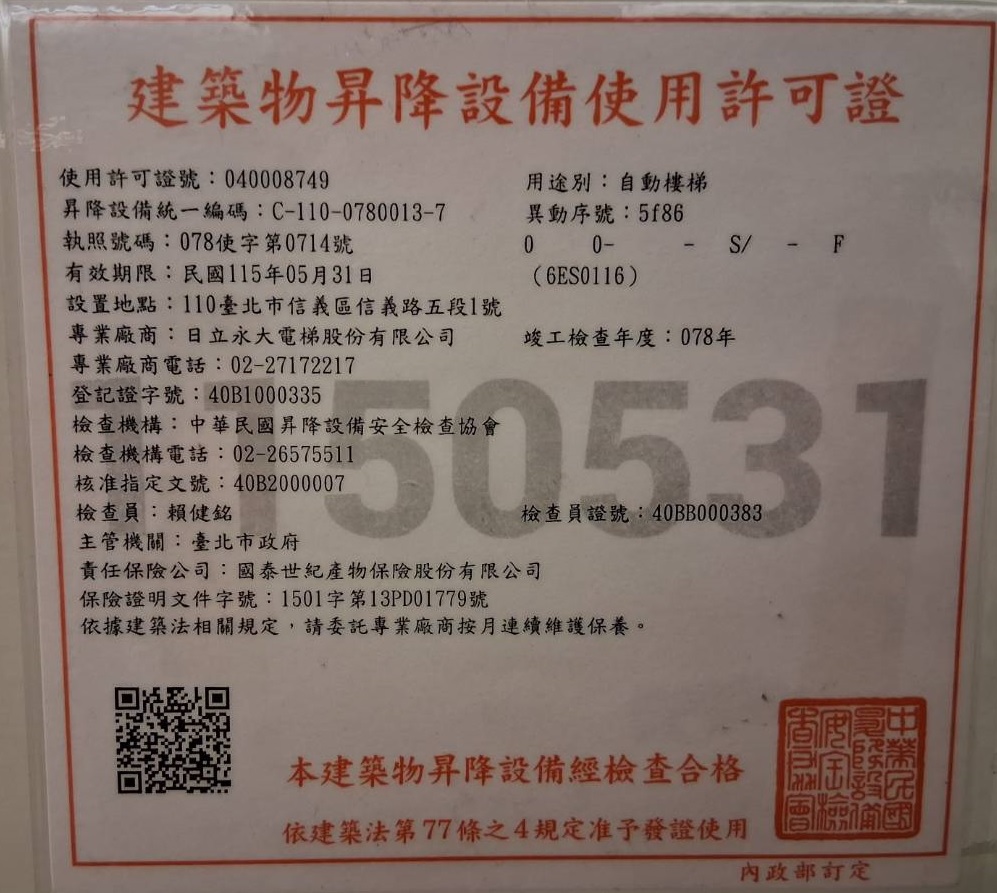 建築物昇降設備使用許可證
使用許可證號：040008749 用途別：自動樓梯
昇降設備統一編碼：C-110-0780013-7 異動序號：5f86
執照號碼：078使字第0714號 0 0- - S/ - F
有效期限：民國115年05月31日 (6ES0116)
設置地點：110臺北市信義區信義路五段1號
專業廠商：日立永大電梯股份有限公司 竣工檢查年度：078年
專業廠商電話：02-27172217
登記證字號：40B1000335
1150531
檢查機構：中華民國昇降設備安全檢查協會
檢查機構電話：02-26575511
核准指定文號：40B2000007
檢查員：賴健銘 檢查員證號：40BB000383
主管機關：臺北市政府
責任保險公司：國泰世紀產物保險股份有限公司
保險證明文件字號：1501字第13PD01779號
依據建築法相關規定，請委託專業廠商按月連續維護保養。
本建築物昇降設備經檢查合格
依建築法第77條之4規定准予發證使用
中華民國昇降設備安全檢查協會
內政部訂定